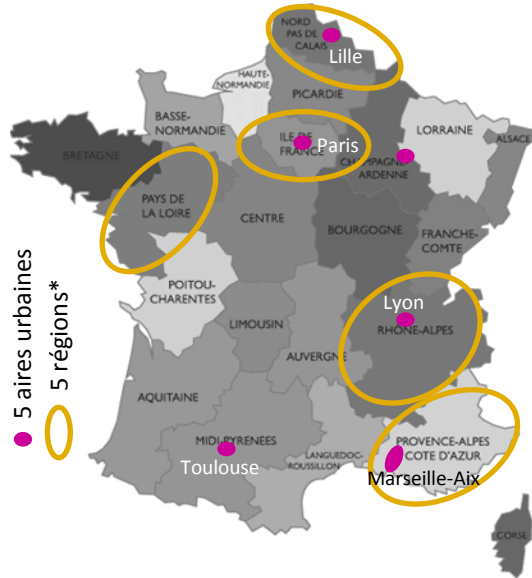 NORD
PAS DE
CALAIS
Lille
HAUTE-
NORMANDIE
PICARDIE
BASSE-
NORMANDIE
ILE DE
FRANCE
Paris
LORRAINE
ALSACE
CHAMPAGNE
ARDENNE
BRETAGNE
PAYS DE
LA LOIRE
CENTRE
BOURGOGNE
FRANCHE-
COMTE
POITOU-
CHARENTES
Lyon
RHÔNE-ALPES
LIMOUSIN
AUVERGNE
AQUITAINE
MIDI-PYRENÉES
Toulouse
LANGUEDOC-
ROUSSILLON
PROVENCE-ALPES
COTE D'AZUR
Marseille-Aix
CORSE
5 aires urbaines
5 régions*